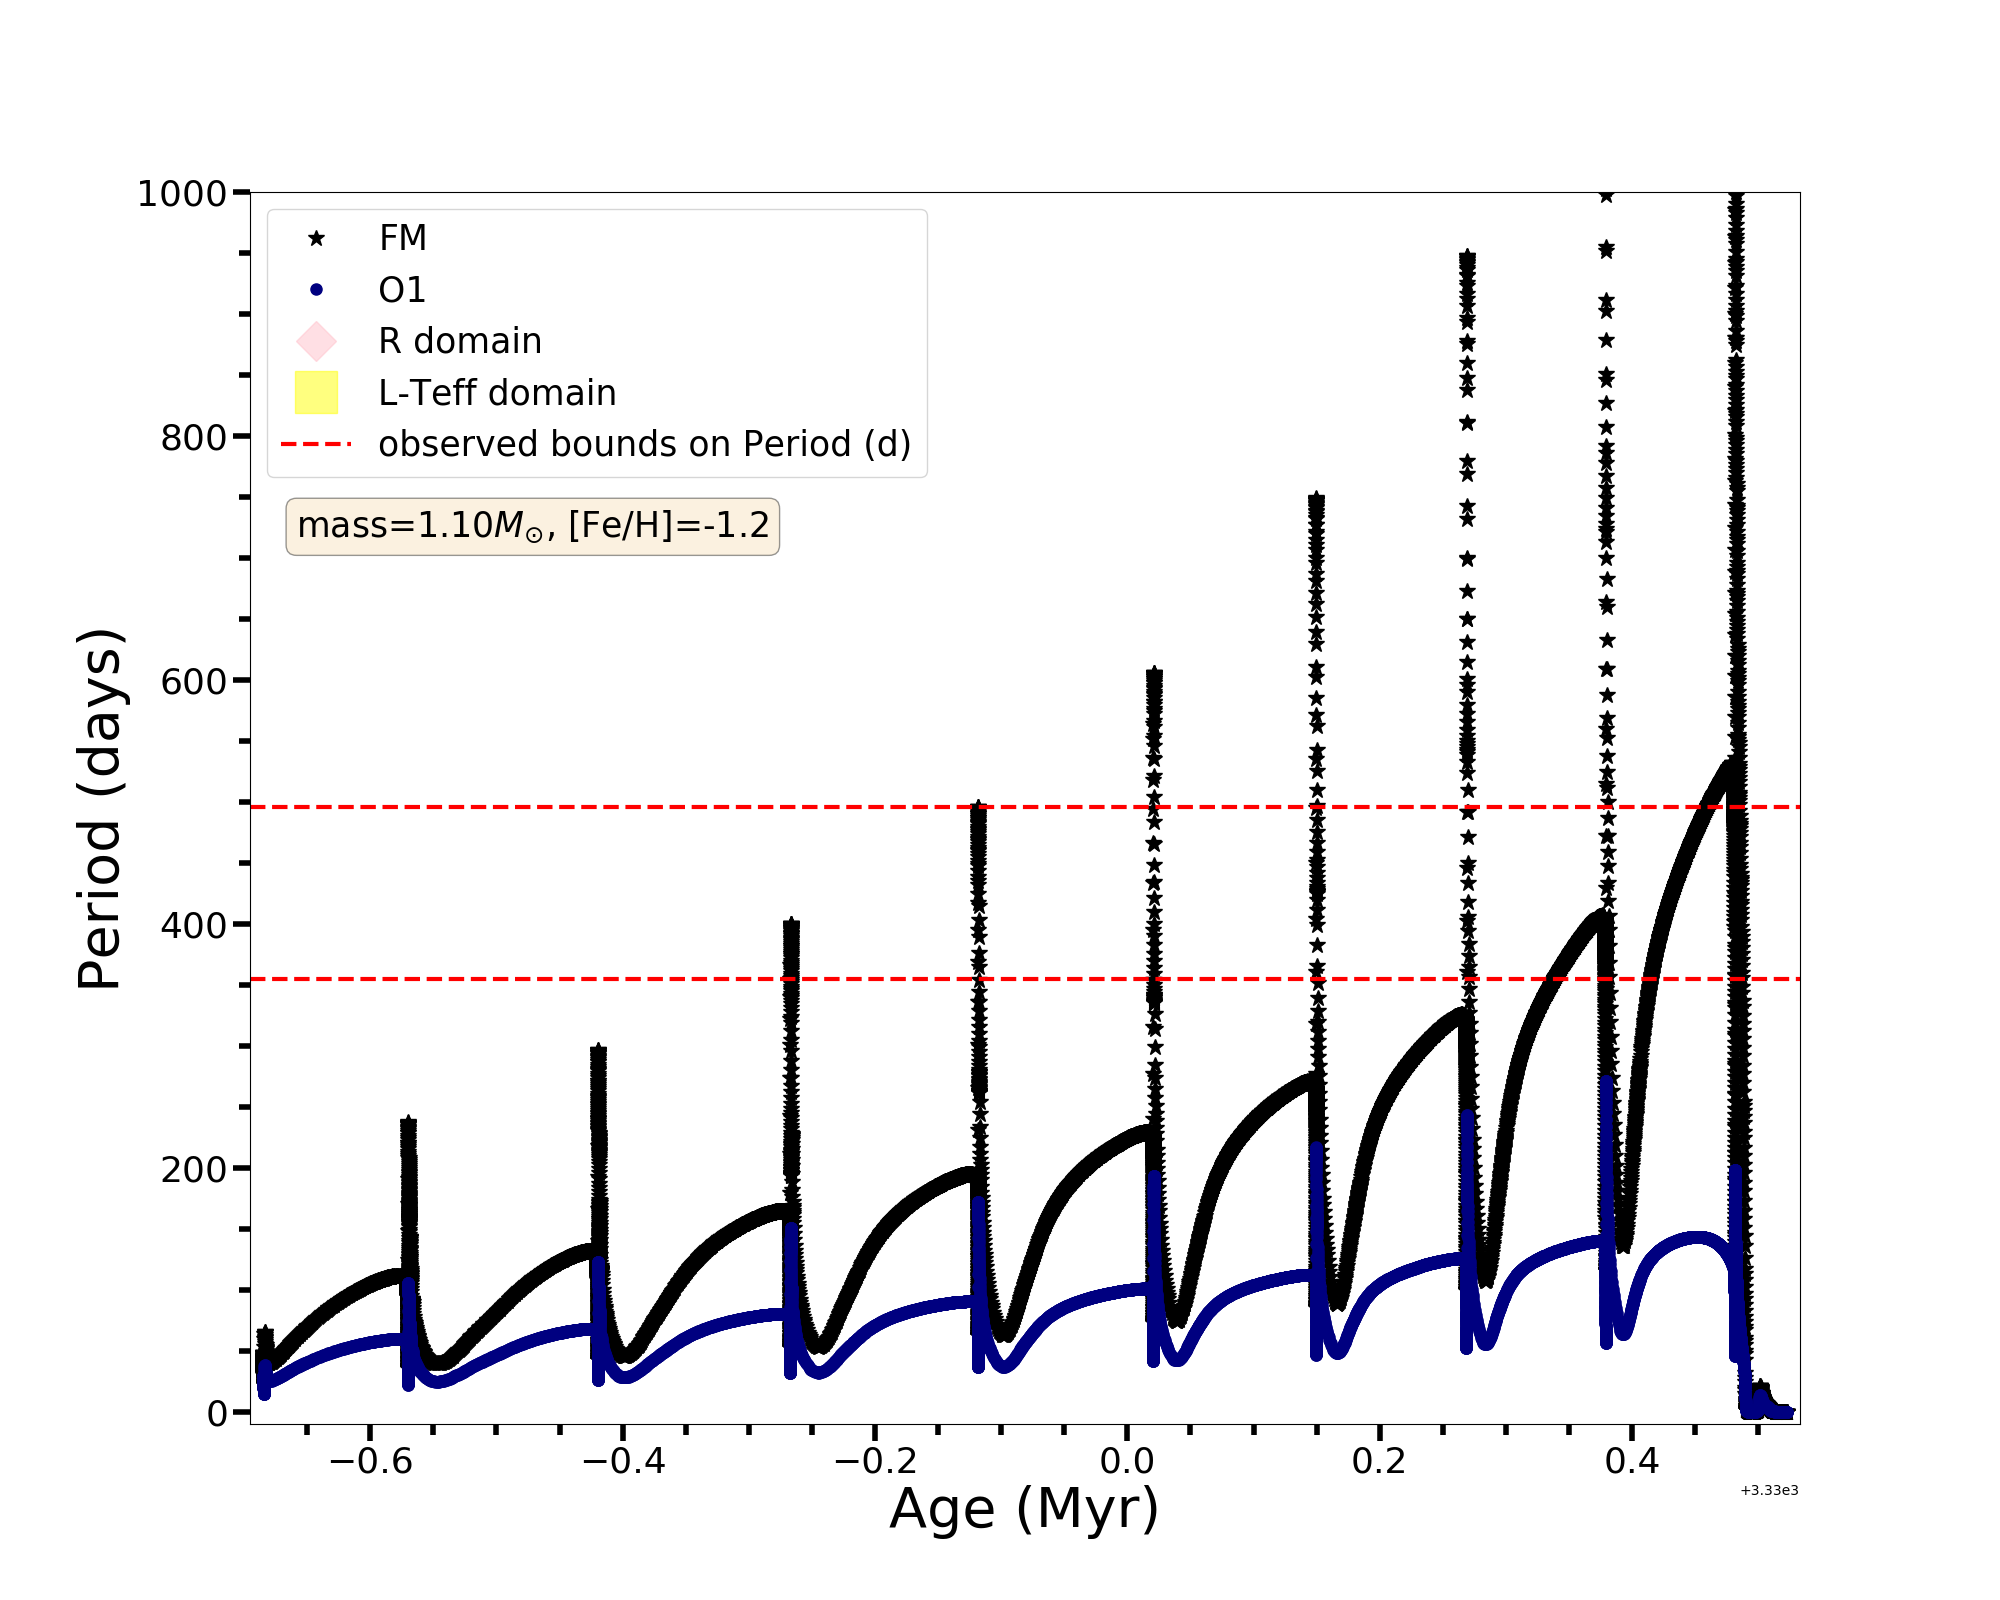 1000
800
600
400
200
0
Period (days)
FM
O1
R domain
L-Teff domain
observed bounds on Period (d)
mass=1.10M⊙, [Fe/H]=-1.2
−0.6 −0.4 −0.2 0.0 0.2 0.4
+3.33e3
Age (Myr)